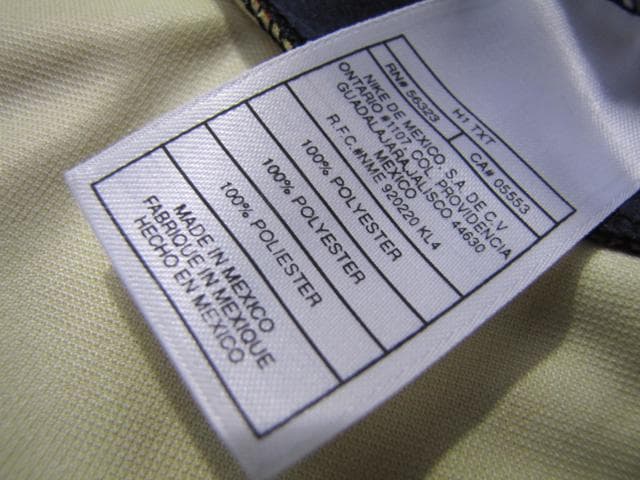 H1 TXT
RN# 56323 CA# 05553
NIKE DE MEXICO, S.A. DE C.V
ONTARIO #1107 COL. PROVIDENCIA
GUADALAJARA,JALISCO 44630
MEXICO
R.F.C.#NME 920220 KL4
100% POLYESTER
100% POLYESTER
100% POLIESTER
MADE IN MEXICO
FABRIQUE IN MEXIQUE
HECHO EN MEXICO